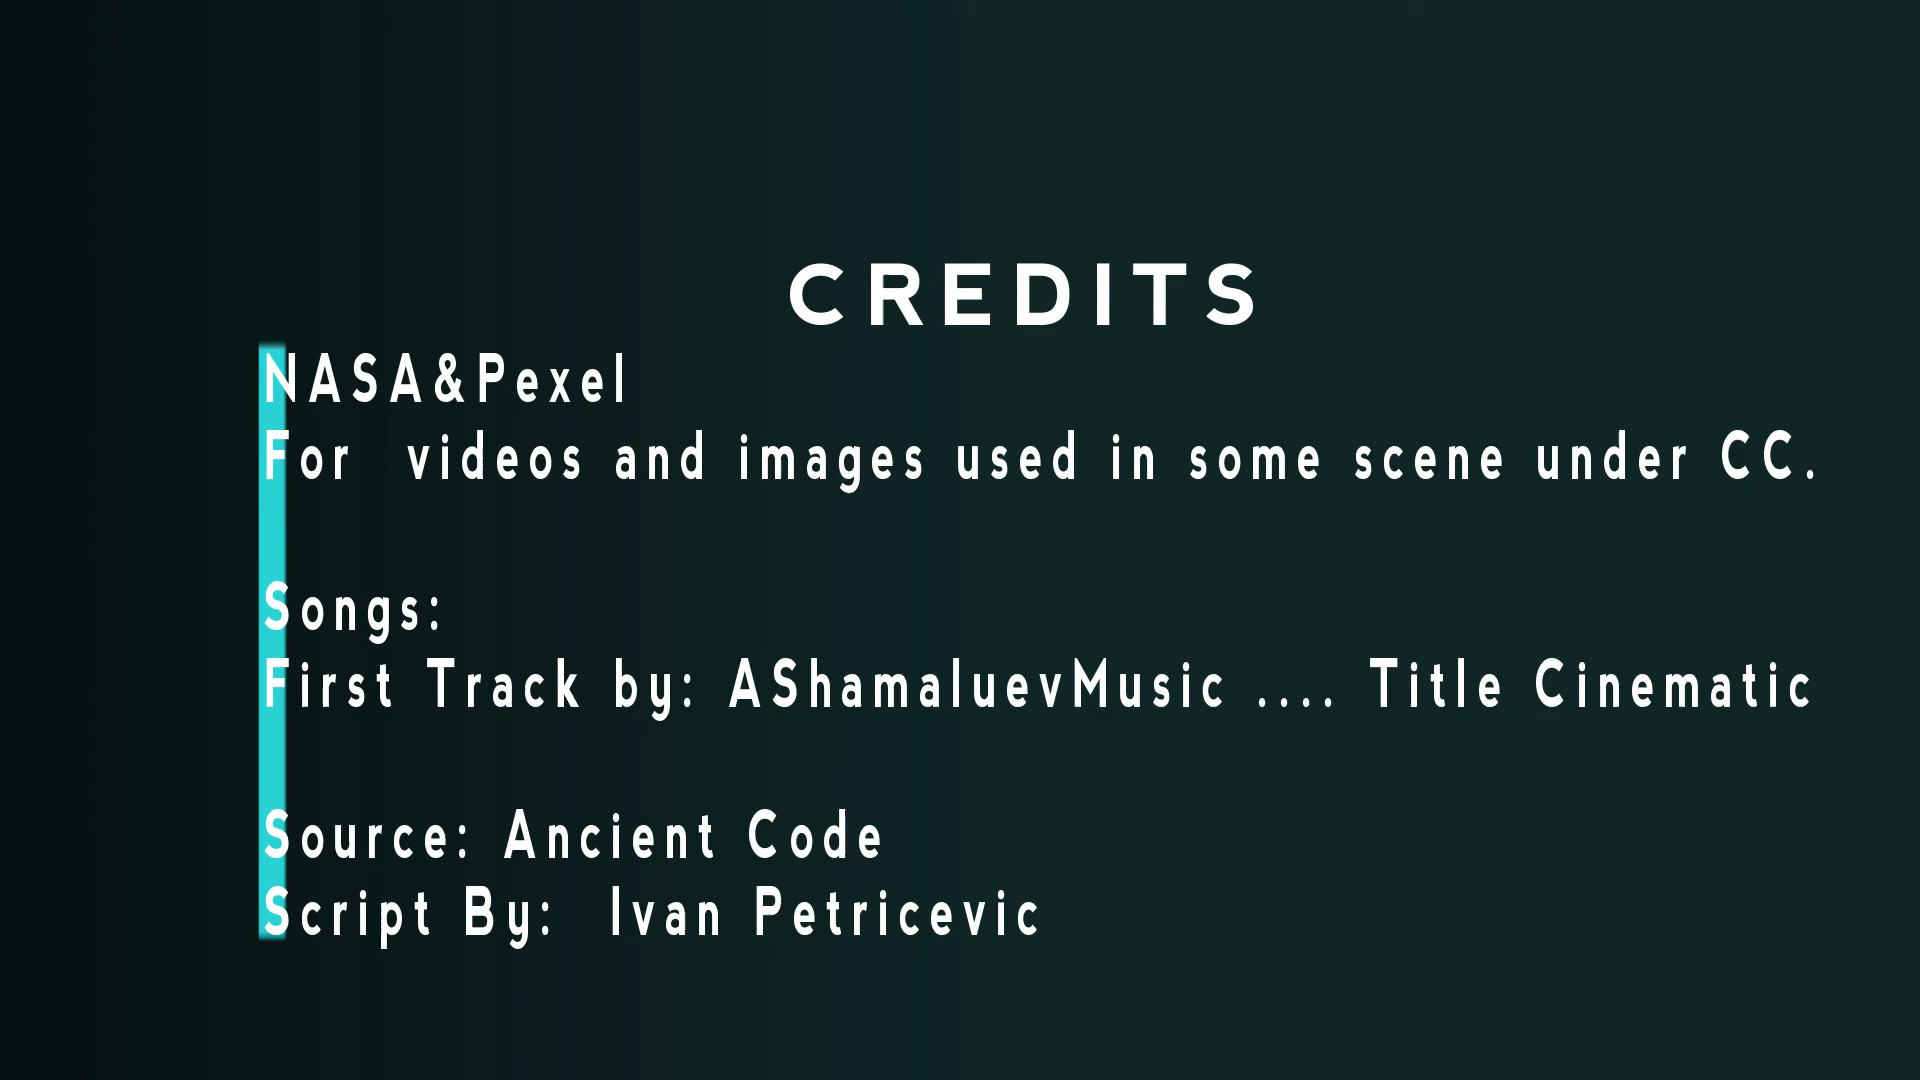 CREDITS
NASA&Pexel
For videos and images used in some scene under CC.
Songs:
First Track by: AShamaluevMusic .... Title Cinematic
Source: Ancient Code
Script By: Ivan Petricevic